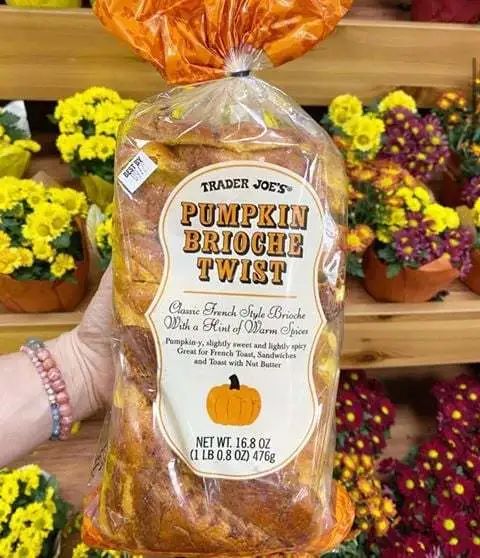 BEST BY
TRADER JOE'S®
PUMPKIN
BRIOCHE
TWIST
Classic French Style Brioche
With a Hint of Warm Spices
Pumpkin-y, slightly sweet and lightly spicy
Great for French Toast, Sandwiches
and Toast with Nut Butter
NET WT. 16.8 OZ
(1 LB 0.8 OZ) 476g